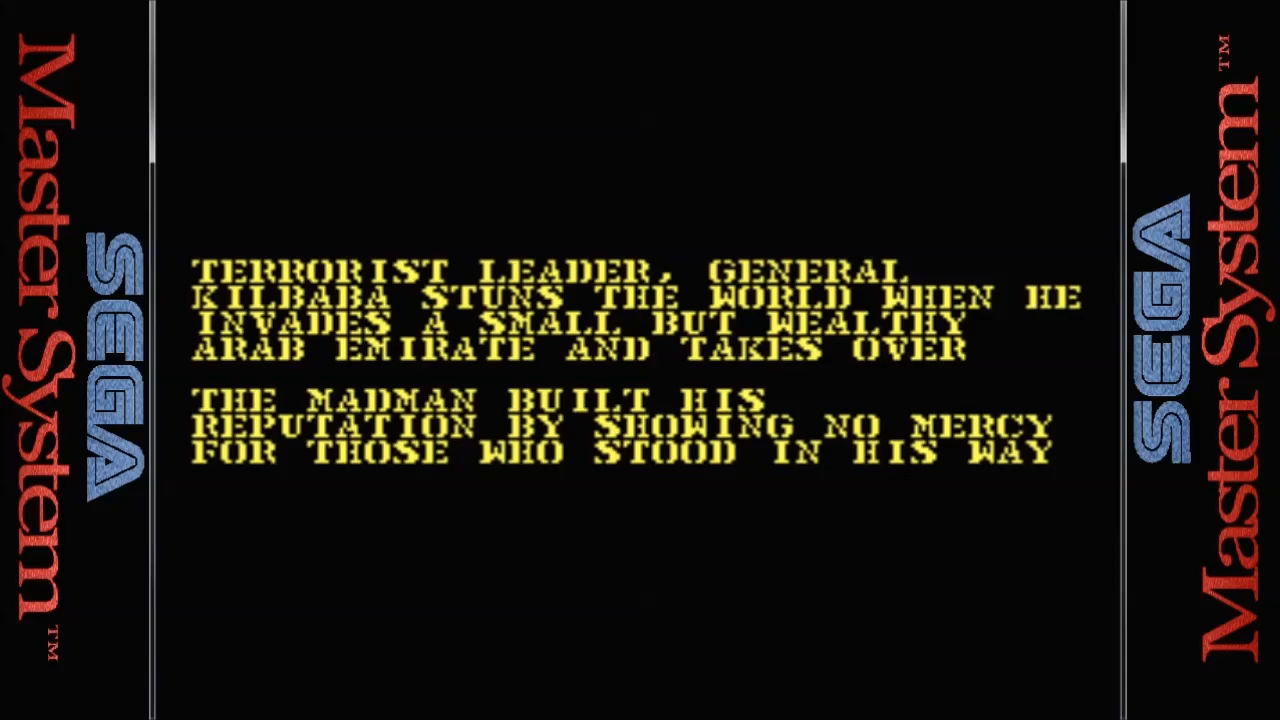 Master System™
SEGA
TERRORIST LEADER, GENERAL
KILBABA STUNS THE WORLD WHEN HE
INVADES A SMALL BUT WEALTHY
ARAB EMIRATE AND TAKES OVER
THE MADMAN BUILT HIS
REPUTATION BY SHOWING NO MERCY
FOR THOSE WHO STOOD IN HIS WAY
SEGA
Master System™